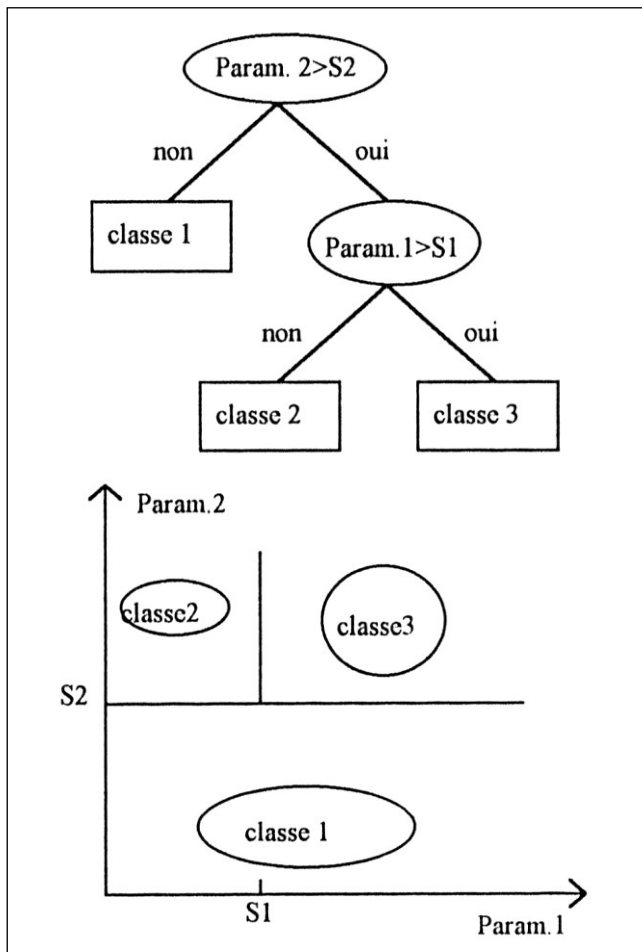 Param. 2>S2
non
oui
classe 1
Param.1>S1
non
oui
classe 2
classe 3
Param.2
classe2
classe3
S2
classe 1
S1
Param.1